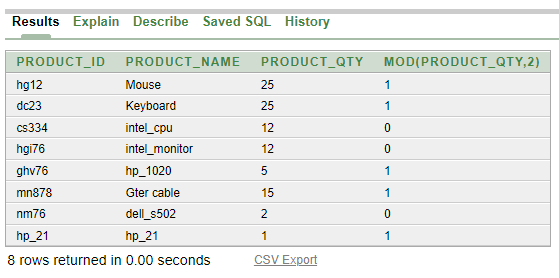 Results Explain Describe Saved SQL History
PRODUCT_ID PRODUCT_NAME PRODUCT_QTY MOD(PRODUCT_QTY,2)
hg12 Mouse 25 1
dc23 Keyboard 25 1
cs334 intel_cpu 12 0
hgi76 intel_monitor 12 0
ghv76 hp_1020 5 1
mn878 Gter cable 15 1
nm76 dell_s502 2 0
hp_21 hp_21 1 1
8 rows returned in 0.00 seconds CSV Export